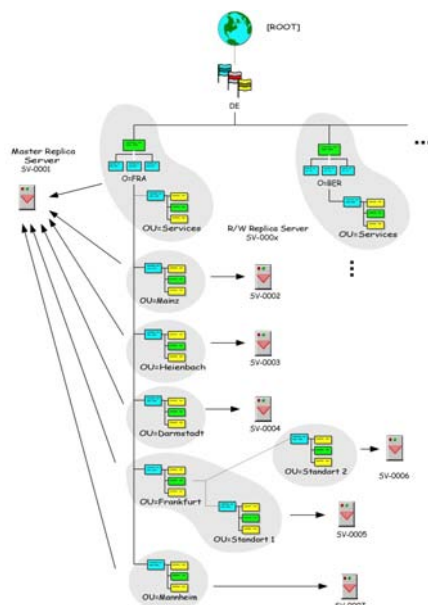 [ROOT]
DE
Master Replica
Server
SV-0001
O=FRA
O=BER
OU=Services
OU=Services
R/W Replica Server
SV-000x
OU=Mainz
SV-0002
OU=Heienbach
SV-0003
OU=Darmstadt
SV-0004
OU=Standort 2
SV-0006
OU=Frankfurt
OU=Standort 1
SV-0005
OU=Mannheim